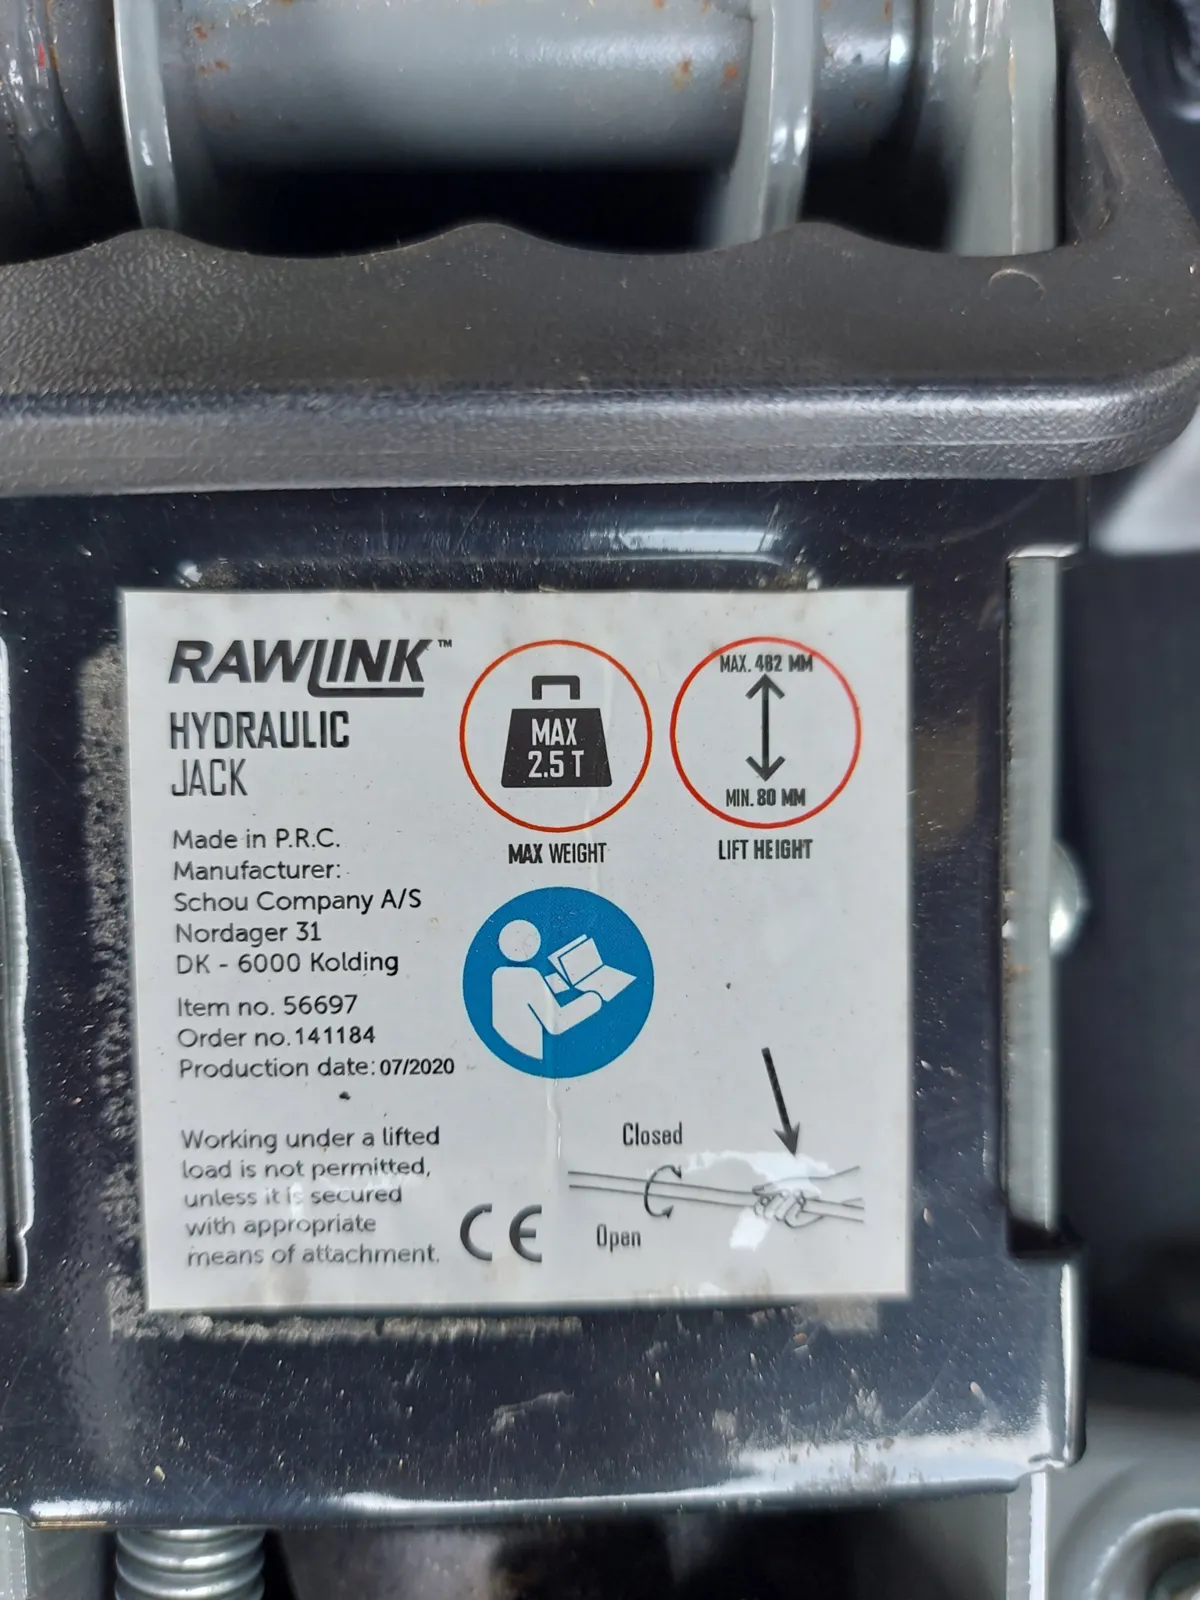 RAWLINK™
HYDRAULIC
JACK
Made in P.R.C.
Manufacturer:
Schou Company A/S
Nordager 31
DK - 6000 Kolding
Item no. 56697
Order no.141184
Production date: 07/2020
Working under a lifted
load is not permitted,
unless it is secured
with appropriate
means of attachment.
CE
MAX
2.5 T
MAX WEIGHT
MAX. 482 MM
MIN. 80 MM
LIFT HEIGHT
Closed
Open